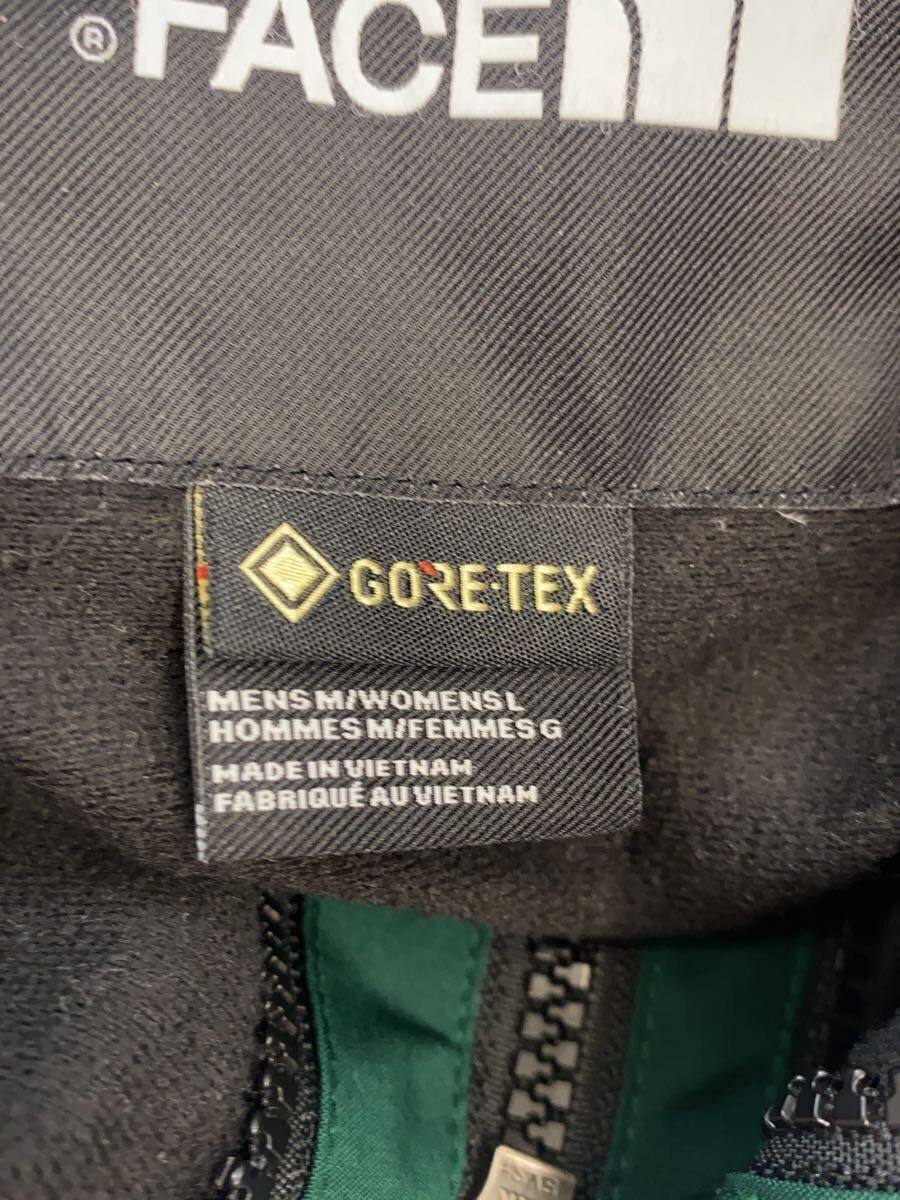 FACE
®
GORE-TEX
MENS M/WOMENS L
HOMMES M/FEMMES G
MADE IN VIETNAM
FABRIQUÉ AU VIETNAM